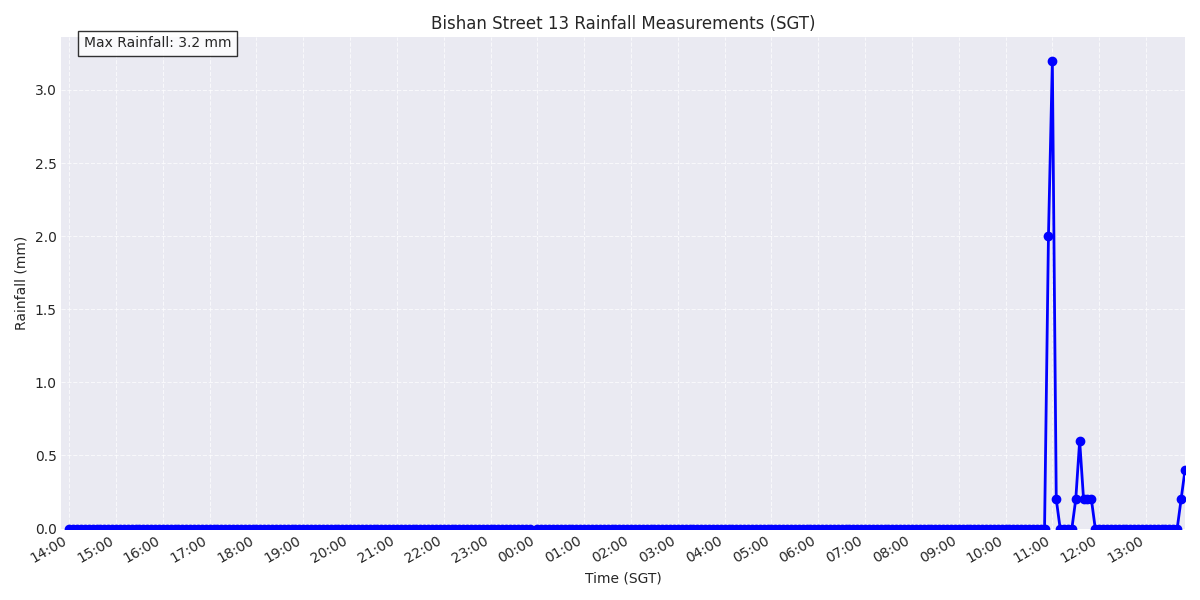 Bishan Street 13 Rainfall Measurements (SGT)
Max Rainfall: 3.2 mm
Rainfall (mm)
3.0
2.5
2.0
1.5
1.0
0.5
0.0
14:00 15:00 16:00 17:00 18:00 19:00 20:00 21:00 22:00 23:00 00:00 01:00 02:00 03:00 04:00 05:00 06:00 07:00 08:00 09:00 10:00 11:00 12:00 13:00
Time (SGT)